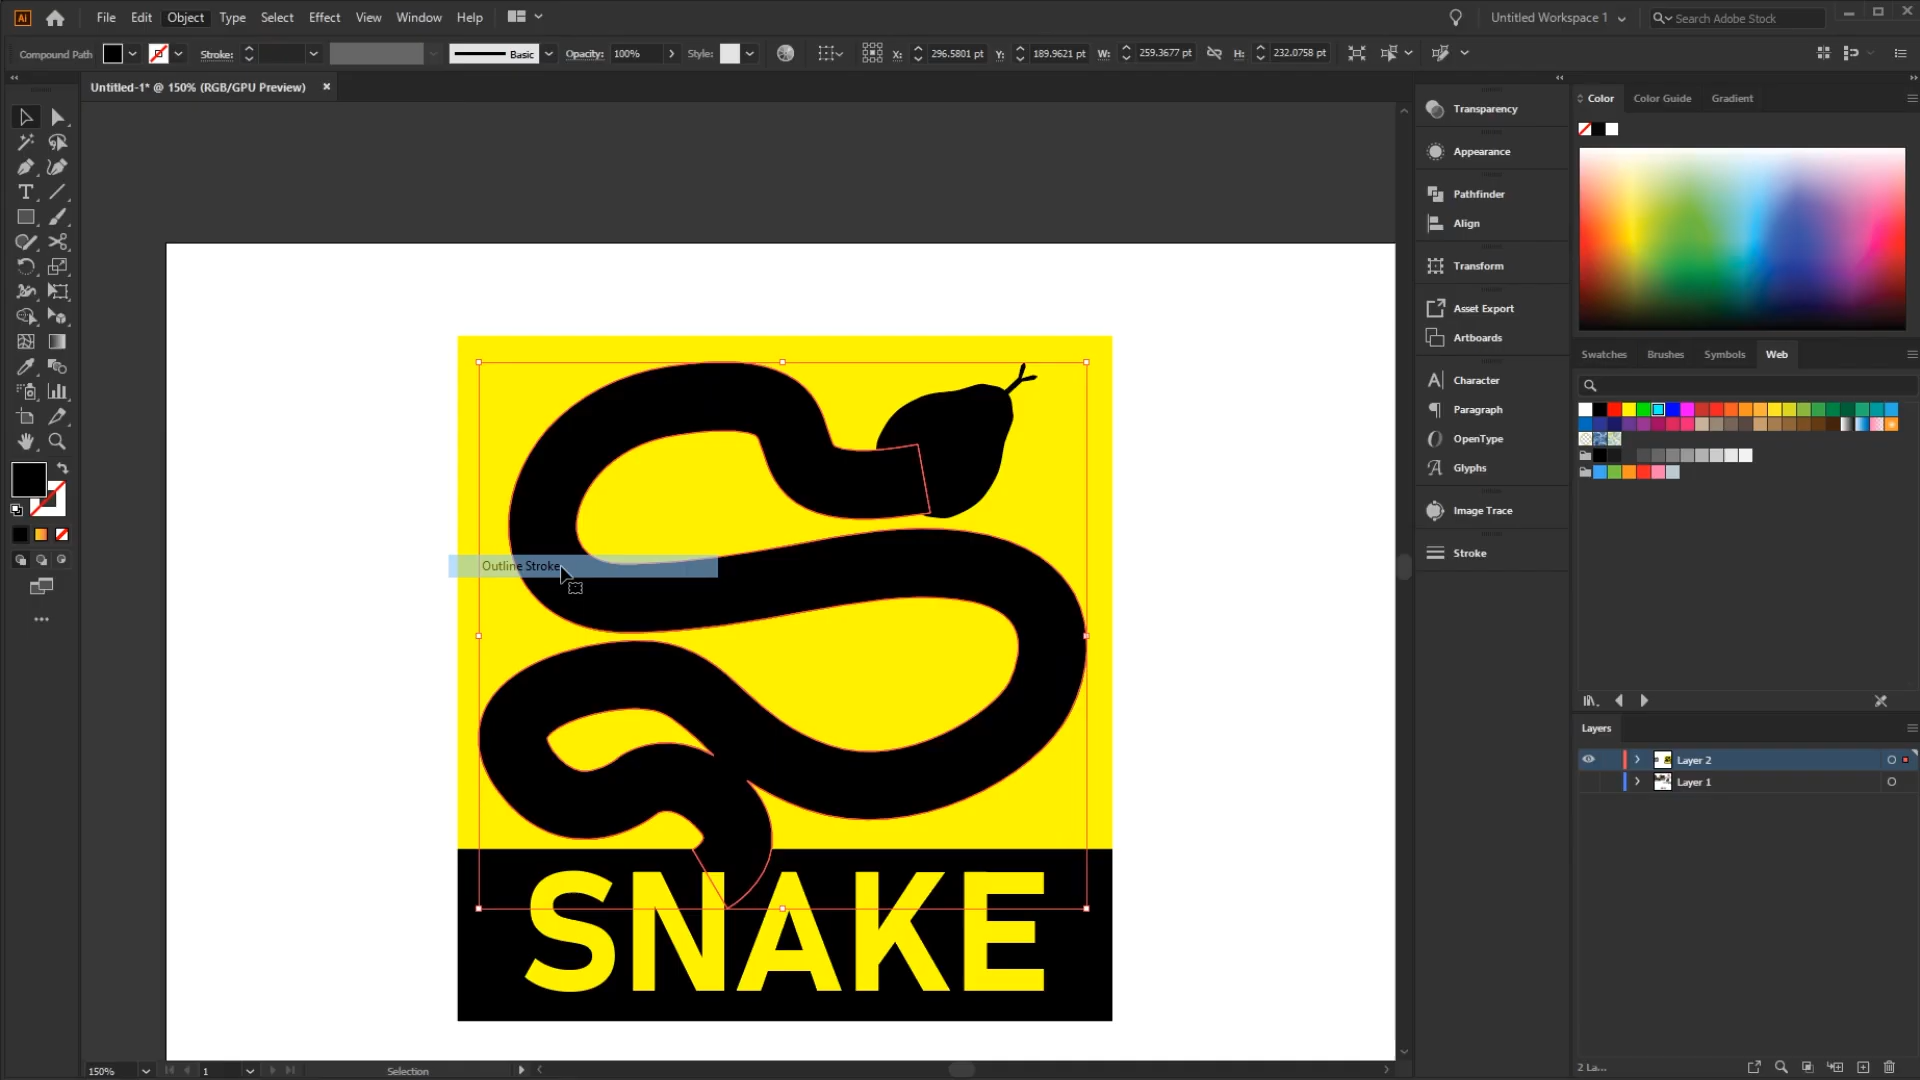 Ai
File Edit Object Type Select Effect View Window Help
Untitled Workspace 1
Search Adobe Stock
Compound Path
Stroke:
Basic
Opacity: 100%
Style:
X: 296.5801 pt
Y: 189.9621 pt
W: 259.3677 pt
H: 232.0758 pt
Untitled-1* @ 150% (RGB/GPU Preview)
Transparency
Appearance
Pathfinder
Align
Transform
Asset Export
Artboards
Character
Paragraph
OpenType
Glyphs
Image Trace
Stroke
Color Color Guide Gradient
Swatches Brushes Symbols Web
Outline Stroke
SNAKE
Layers
Layer 2
Layer 1
2 La...
150%
1
Selection